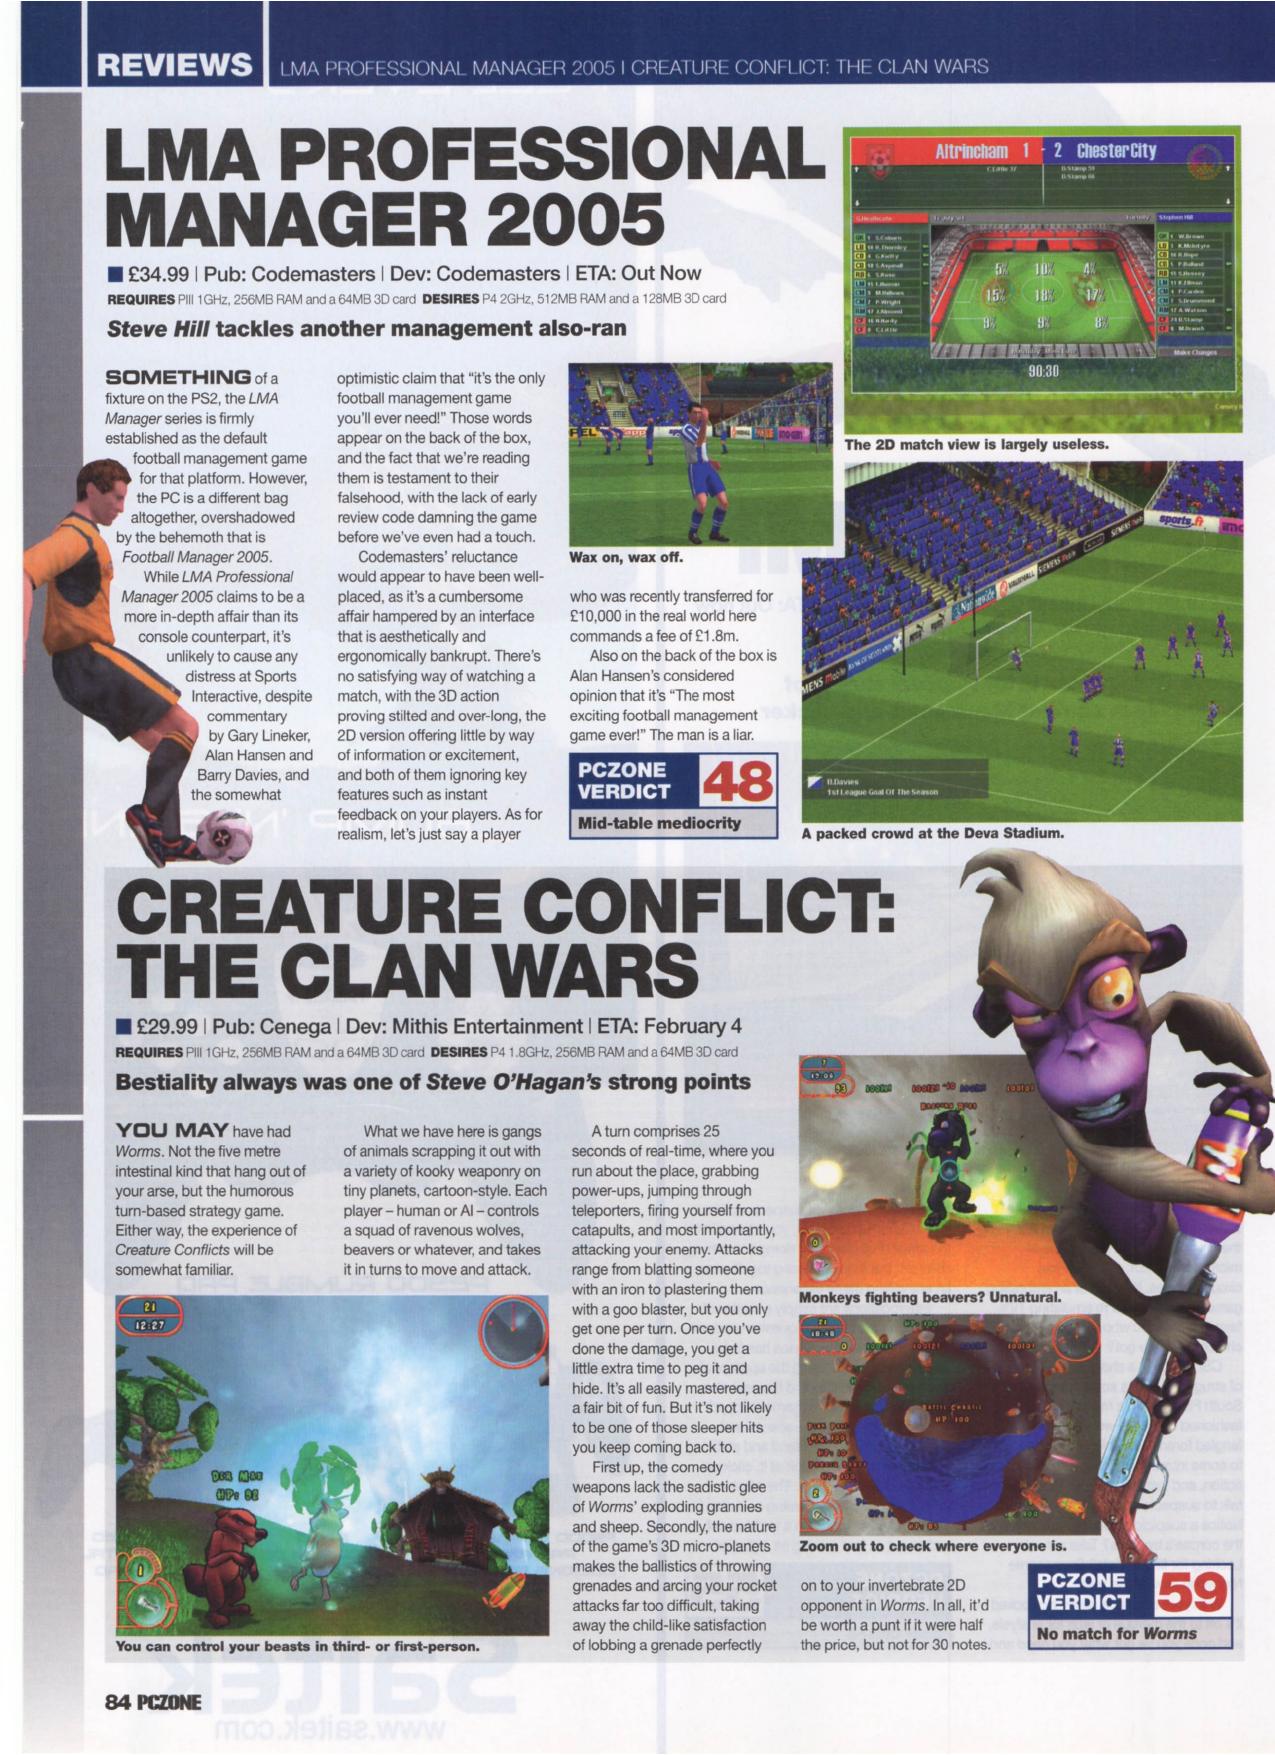 REVIEWS
LMA PROFESSIONAL MANAGER 2005 I CREATURE CONFLICT: THE CLAN WARS
LMA PROFESSIONAL
MANAGER 2005
£34.99 | Pub: Codemasters | Dev: Codemasters | ETA: Out Now
REQUIRES PIII 1GHz, 256MB RAM and a 64MB 3D card DESIRES P4 2GHz, 512MB RAM and a 128MB 3D card
Steve Hill tackles another management also-ran
SOMETHING of a
fixture on the PS2, the LMA
Manager series is firmly
established as the default
football management game
for that platform. However,
the PC is a different bag
altogether, overshadowed
by the behemoth that is
Football Manager 2005.
While LMA Professional
Manager 2005 claims to be a
more in-depth affair than its
console counterpart, it's
unlikely to cause any
distress at Sports
Interactive, despite
commentary
by Gary Lineker,
Alan Hansen and
Barry Davies, and
the somewhat
optimistic claim that "it's the only
football management game
you'll ever need!" Those words
appear on the back of the box,
and the fact that we're reading
them is testament to their
falsehood, with the lack of early
review code damning the game
before we've even had a touch.
Codemasters' reluctance
would appear to have been well-
placed, as it's a cumbersome
affair hampered by an interface
that is aesthetically and
ergonomically bankrupt. There's
no satisfying way of watching a
match, with the 3D action
proving stilted and over-long, the
2D version offering little by way
of information or excitement,
and both of them ignoring key
features such as instant
feedback on your players. As for
realism, let's just say a player
Wax on, wax off.
who was recently transferred for
£10,000 in the real world here
commands a fee of £1.8m.
Also on the back of the box is
Alan Hansen's considered
opinion that it's "The most
exciting football management
game ever!" The man is a liar.
PCZONE
VERDICT
48
Mid-table mediocrity
Altrincham 1 - 2 ChesterCity
5% 10% 4%
15% 18% 17%
9% 9% 8%
90:30
Make Changes
The 2D match view is largely useless.
sports.fr
SIEMENS Mobile
VAUXHALL
Nationwide
B.Davies
1st League Goal Of The Season
A packed crowd at the Deva Stadium.
CREATURE CONFLICT:
THE CLAN WARS
£29.99 | Pub: Cenega | Dev: Mithis Entertainment | ETA: February 4
REQUIRES PIII 1GHz, 256MB RAM and a 64MB 3D card DESIRES P4 1.8GHz, 256MB RAM and a 64MB 3D card
Bestiality always was one of Steve O'Hagan's strong points
YOU MAY have had
Worms. Not the five metre
intestinal kind that hang out of
your arse, but the humorous
turn-based strategy game.
Either way, the experience of
Creature Conflicts will be
somewhat familiar.
What we have here is gangs
of animals scrapping it out with
a variety of kooky weaponry on
tiny planets, cartoon-style. Each
player – human or AI – controls
a squad of ravenous wolves,
beavers or whatever, and takes
it in turns to move and attack.
21
12:27
HP: 92
1
You can control your beasts in third- or first-person.
A turn comprises 25
seconds of real-time, where you
run about the place, grabbing
power-ups, jumping through
teleporters, firing yourself from
catapults, and most importantly,
attacking your enemy. Attacks
range from blatting someone
with an iron to plastering them
with a goo blaster, but you only
get one per turn. Once you've
done the damage, you get a
little extra time to peg it and
hide. It's all easily mastered, and
a fair bit of fun. But it's not likely
to be one of those sleeper hits
you keep coming back to.
First up, the comedy
weapons lack the sadistic glee
of Worms' exploding grannies
and sheep. Secondly, the nature
of the game's 3D micro-planets
makes the ballistics of throwing
grenades and arcing your rocket
attacks far too difficult, taking
away the child-like satisfaction
of lobbing a grenade perfectly
Monkeys fighting beavers? Unnatural.
HP: 100
Zoom out to check where everyone is.
on to your invertebrate 2D
opponent in Worms. In all, it'd
be worth a punt if it were half
the price, but not for 30 notes.
PCZONE
VERDICT
59
No match for Worms
84 PCZONE